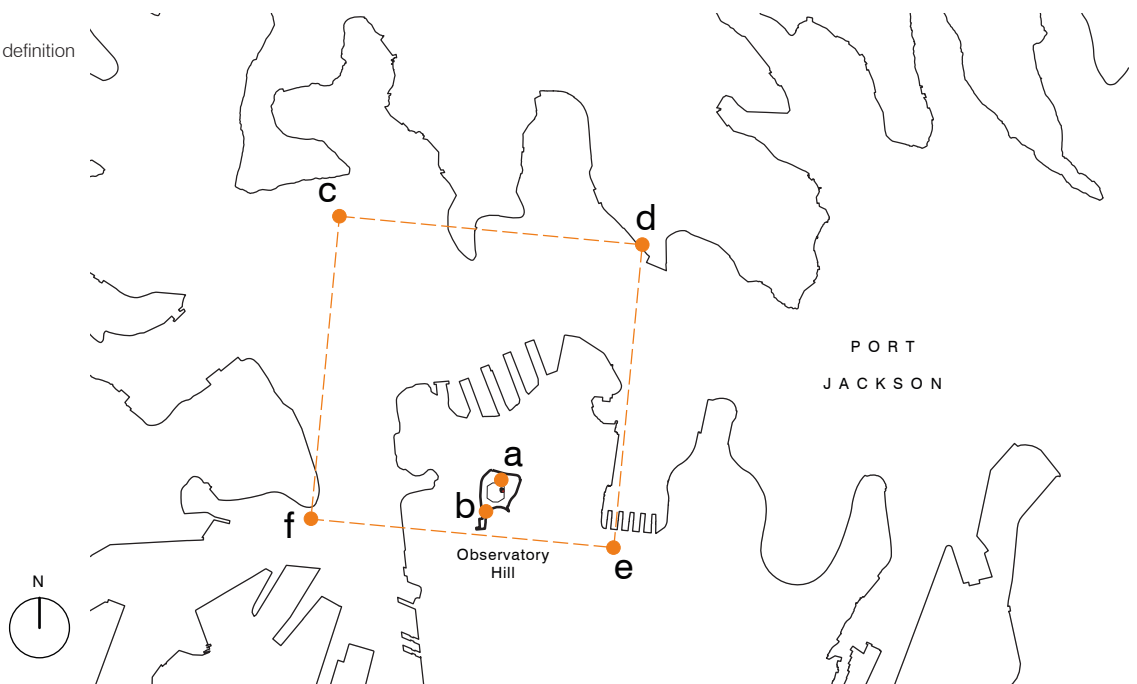 definition
c
d
PORT
JACKSON
a
b
f
e
Observatory
Hill
N